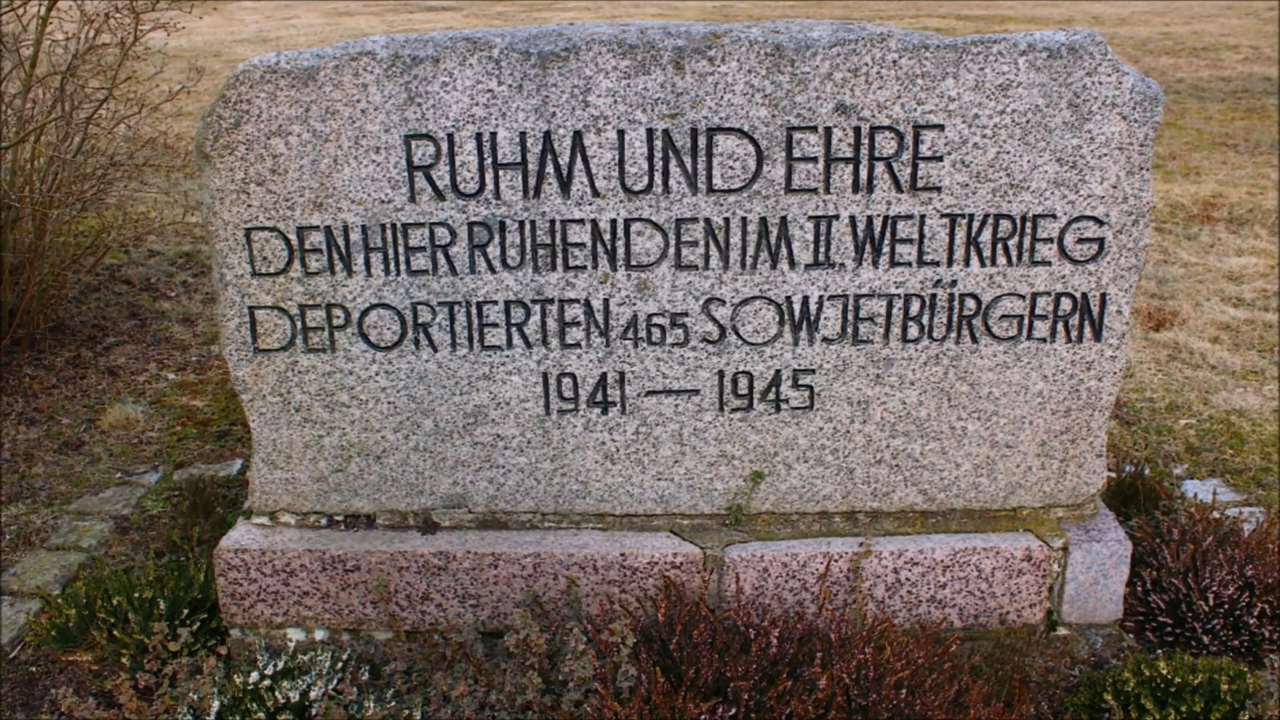 RUHM UND EHRE
DEN HIER RUHENDEN IM II. WELTKRIEG
DEPORTIERTEN 465 SOWJETBÜRGERN
1941 — 1945